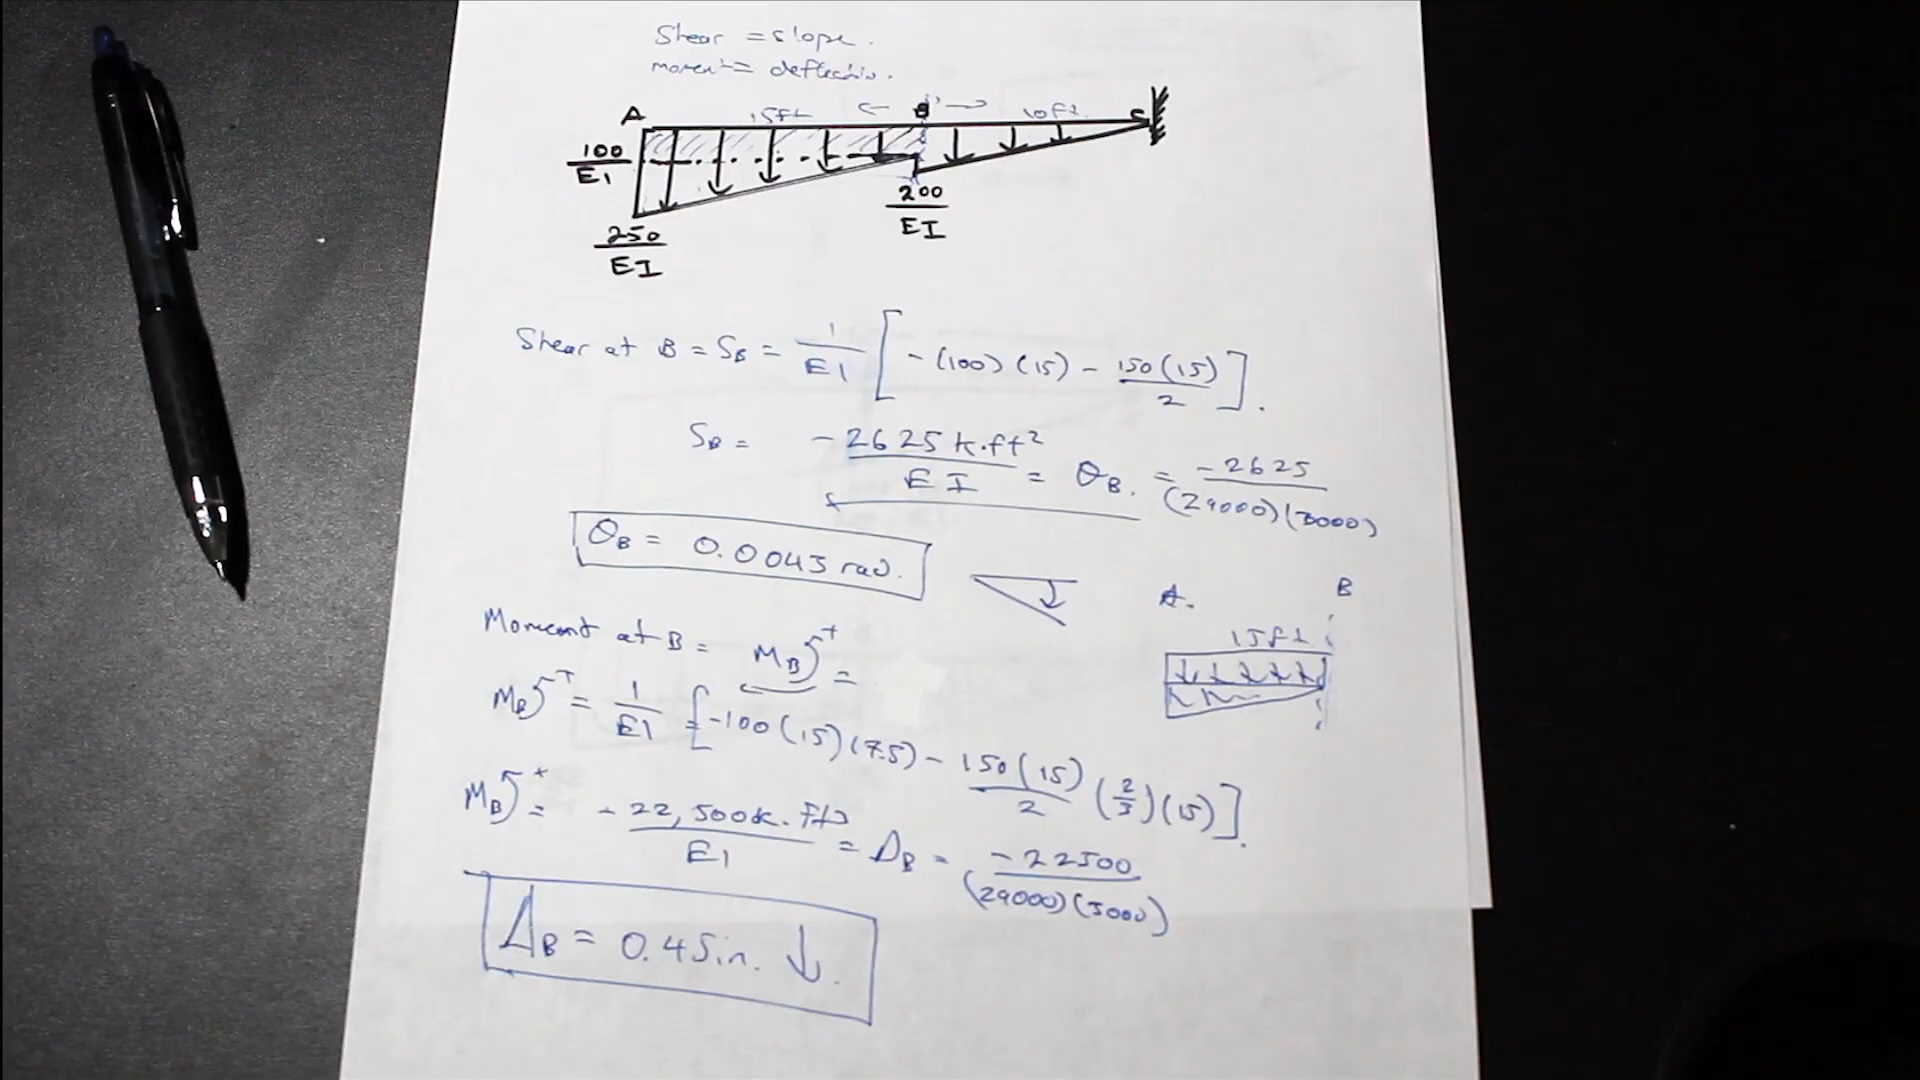 Shear = slope.
moment = deflection.
A 15ft ← B → 10ft. C
100/EI
200/EI
250/EI
Shear at B = SB = 1/EI [ -(100)(15) - 150(15)/2 ].
SB = -2625 k.ft²/EI = θB. = -2625/(29000)(3000)
θB = 0.0043 rad.
A. B
15ft
Moment at B = MB + =
MB + = 1/EI [ -100(15)(7.5) - 150(15)/2 (2/3)(15) ].
MB + = -22,500k.ft3/EI = ΔB = -22500/(29000)(3000)
ΔB = 0.45in. ↓.